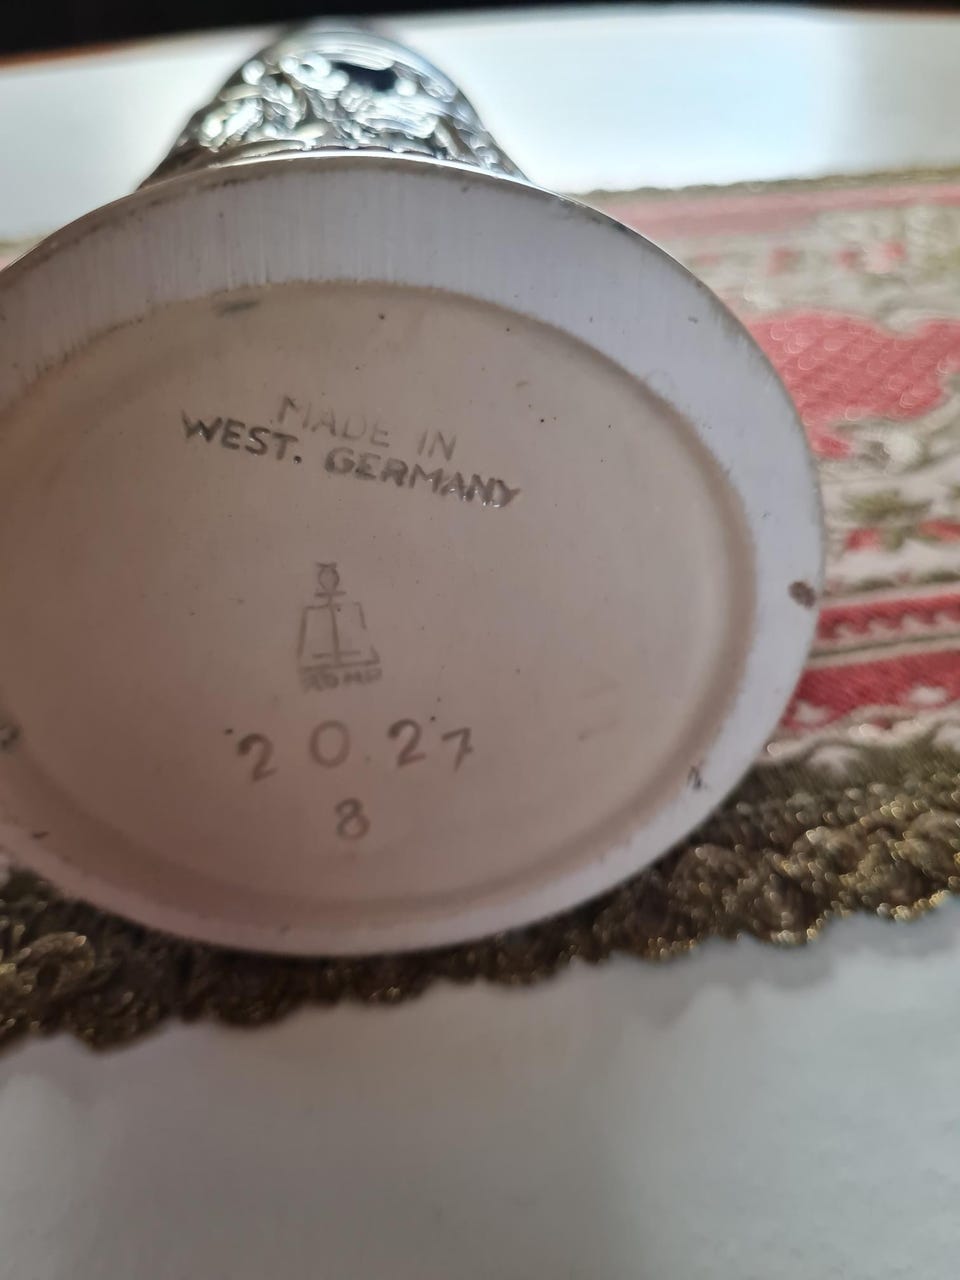 MADE IN
WEST. GERMANY
2027
8